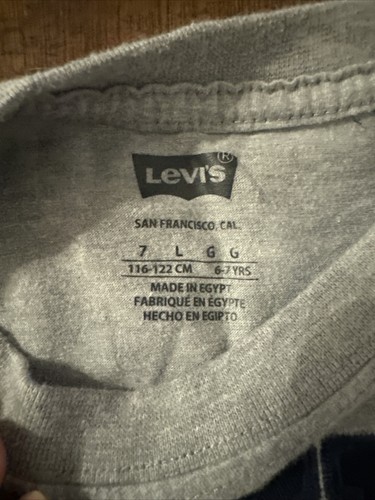 LEVI'S®
SAN FRANCISCO, CAL.
7 L G G
116-122 CM 6-7 YRS
MADE IN EGYPT
FABRIQUÉ EN ÉGYPTE
HECHO EN EGIPTO